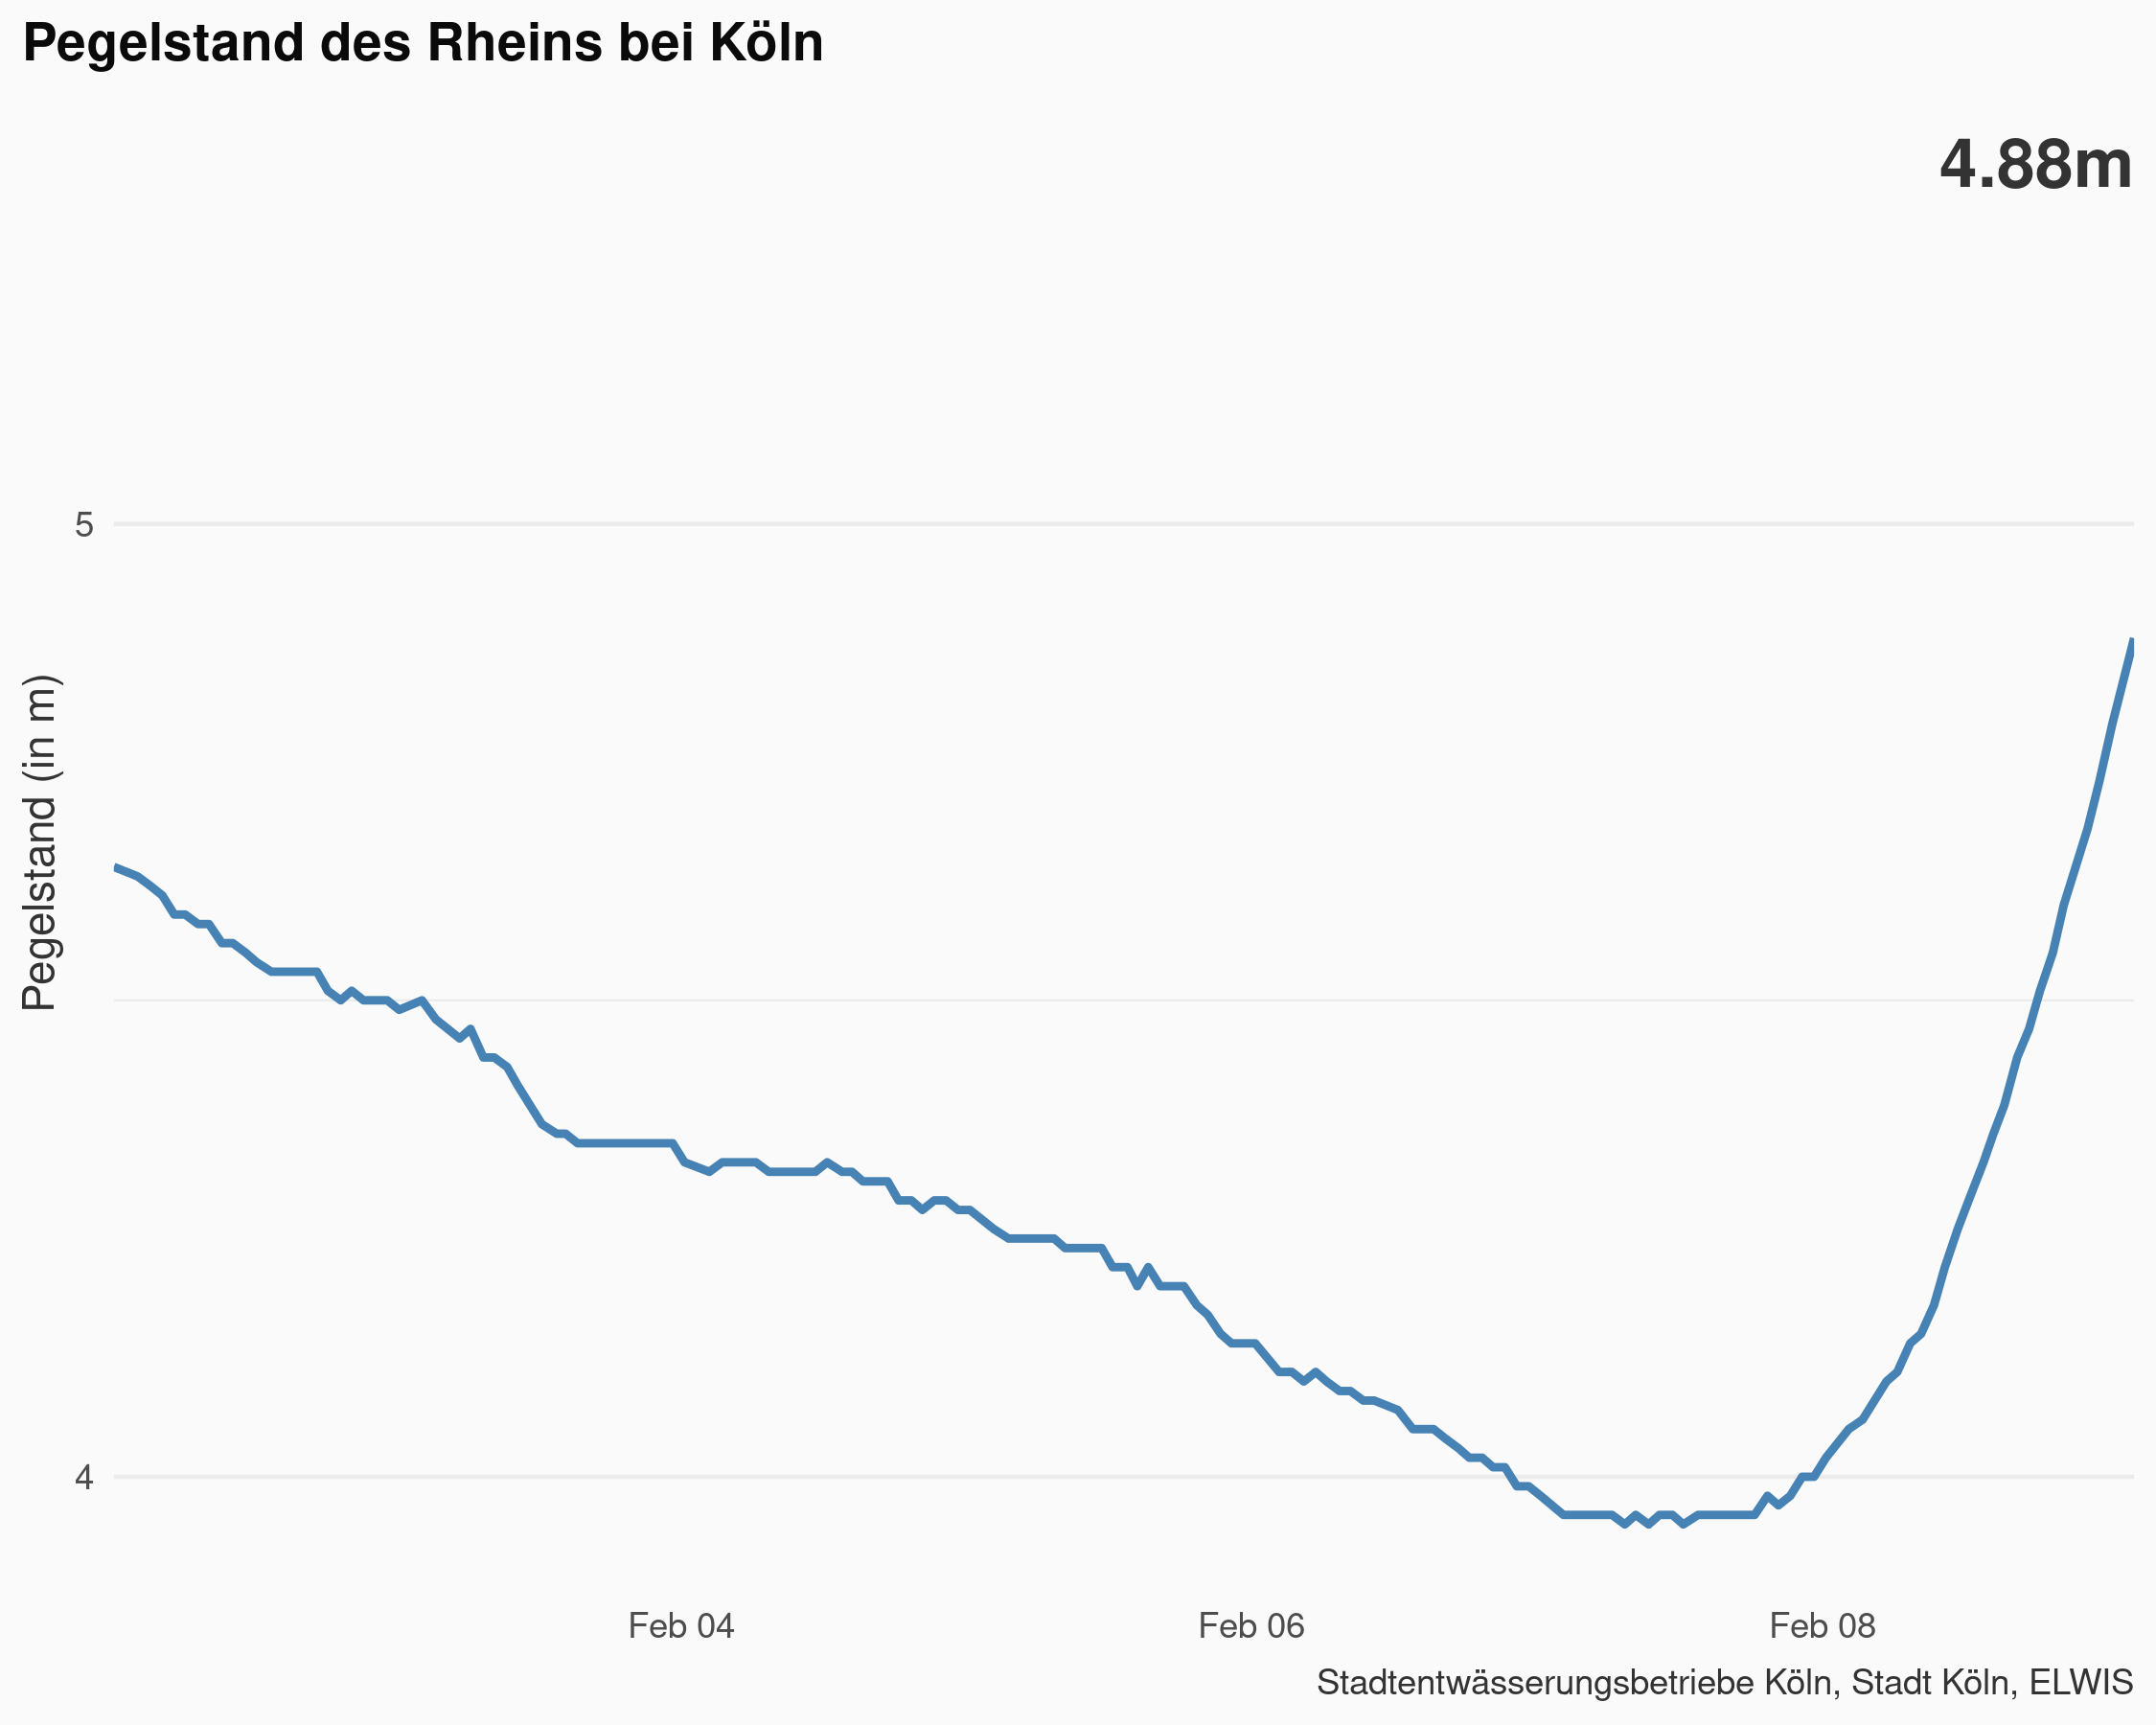 Pegelstand des Rheins bei Köln
4.88m
5
Pegelstand (in m)
4
Feb 04
Feb 06
Feb 08
Stadtentwässerungsbetriebe Köln, Stadt Köln, ELWIS